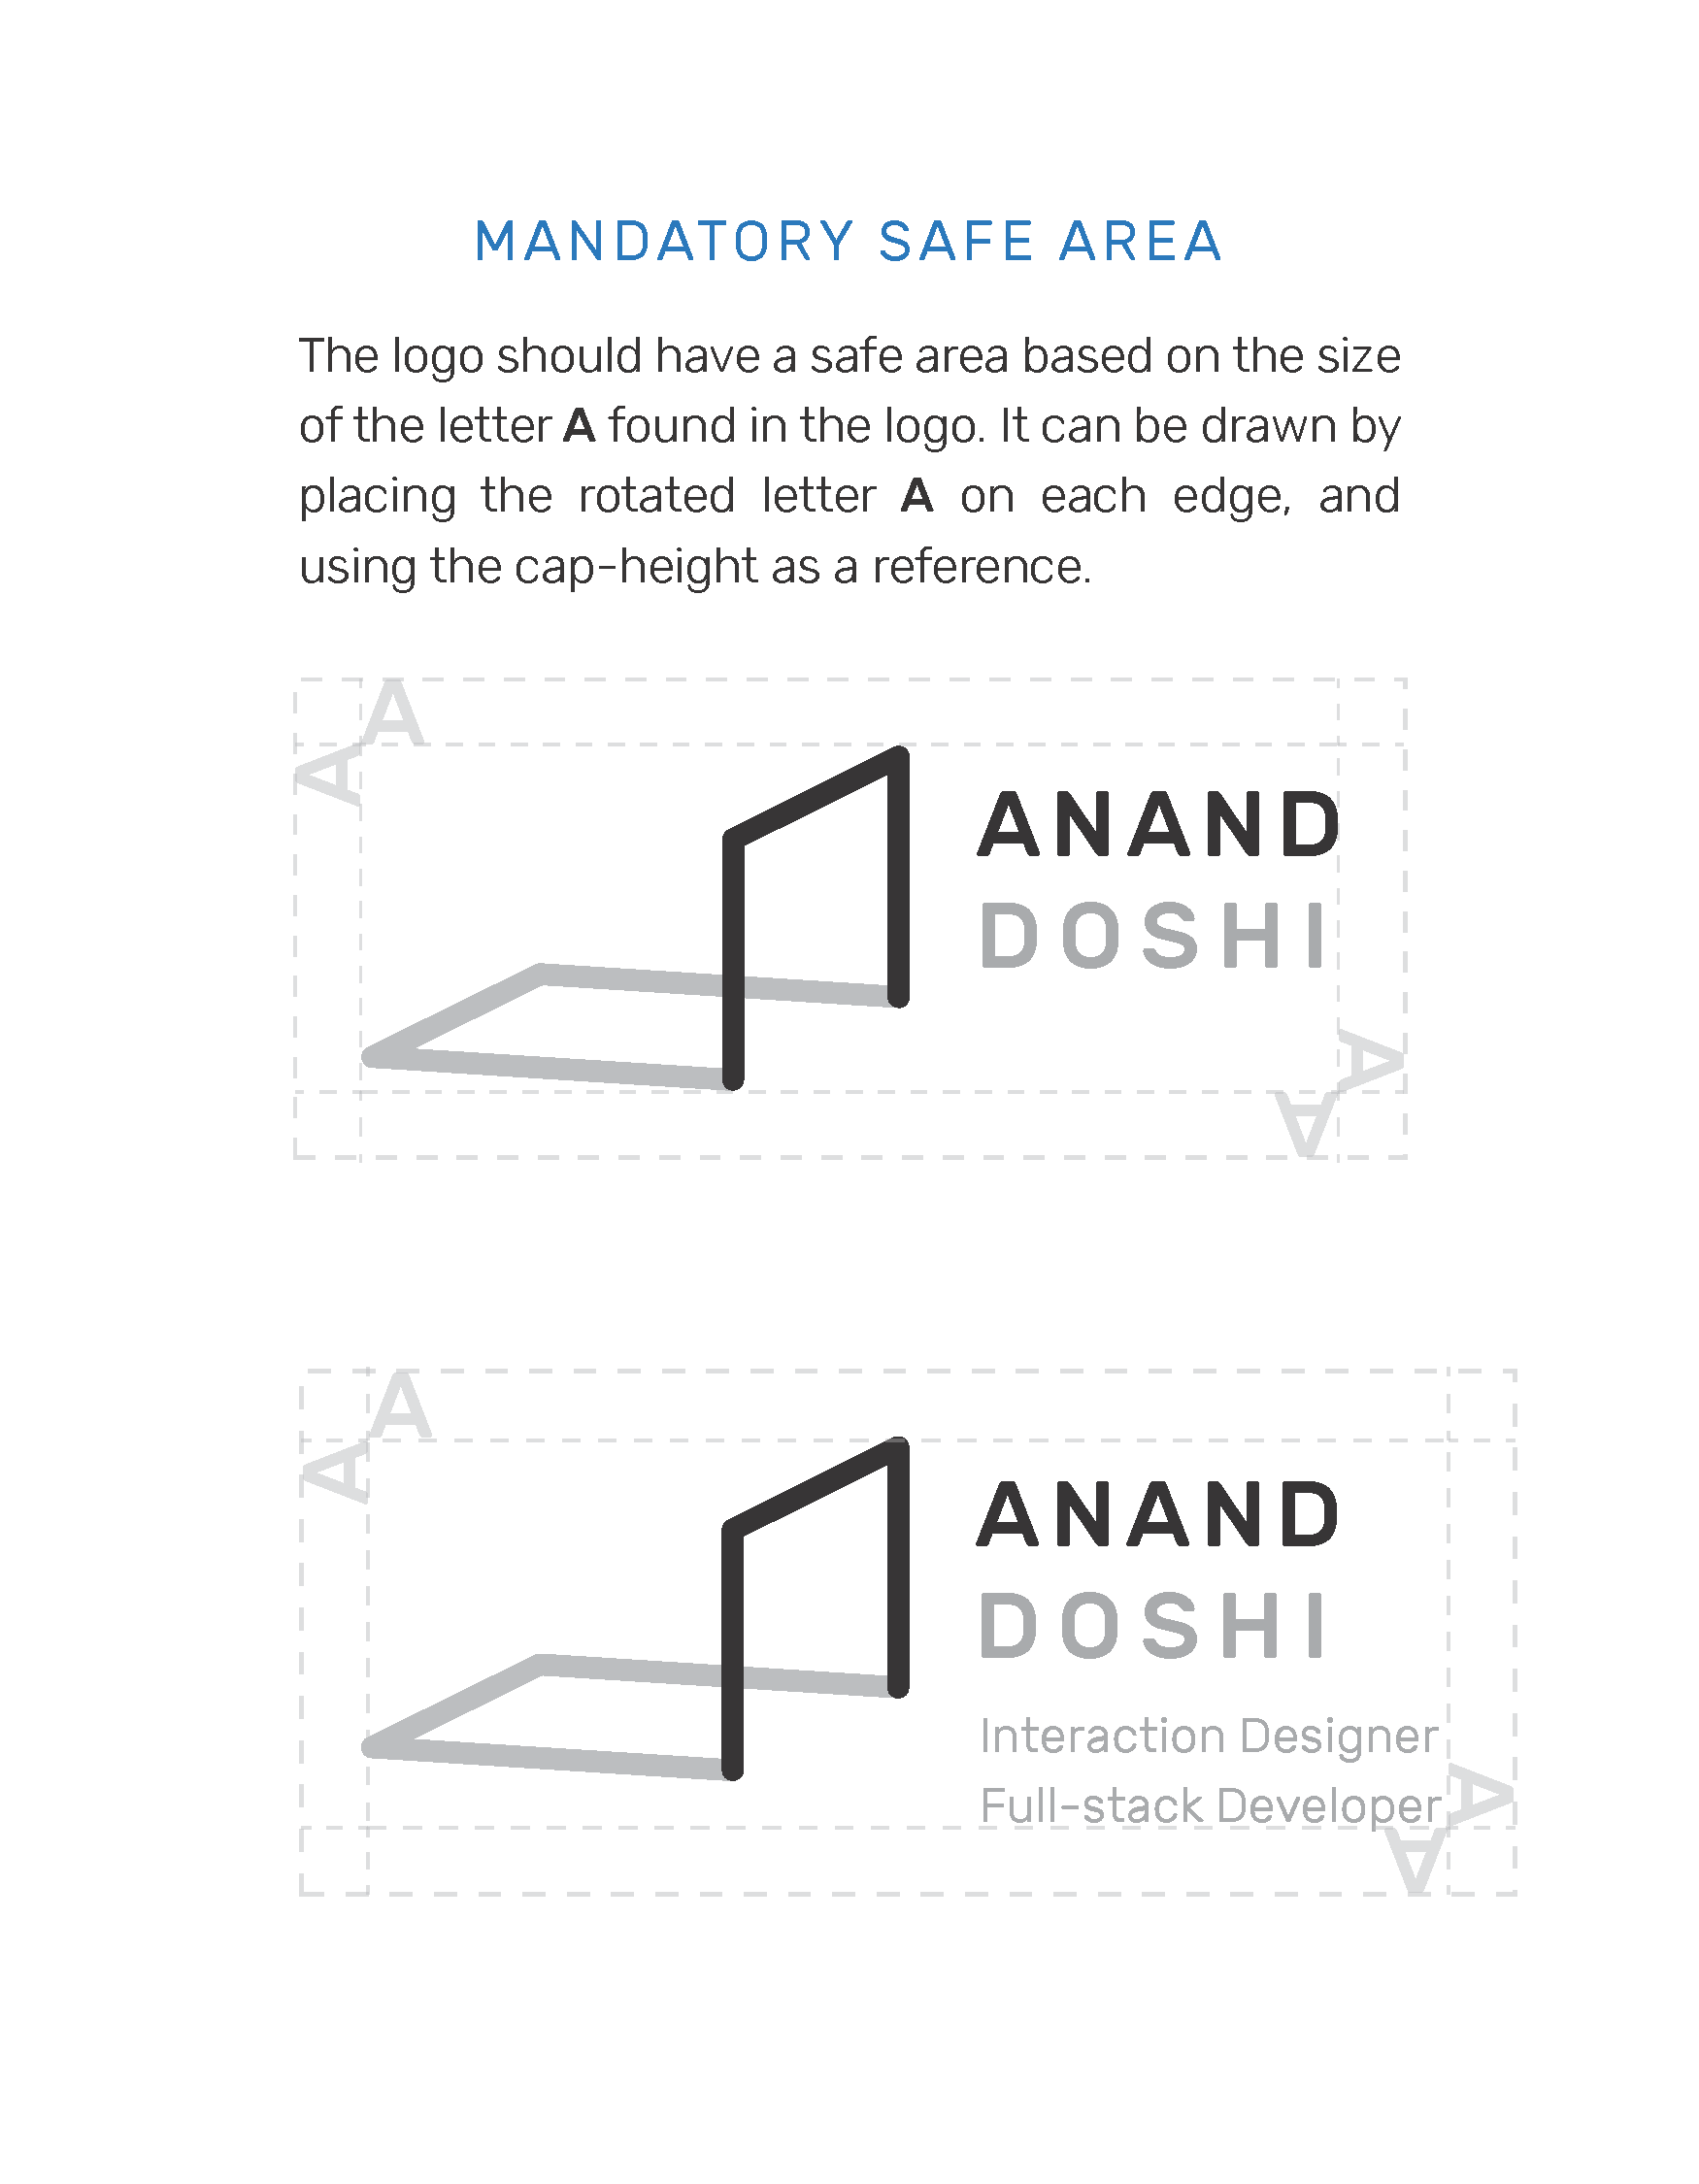 MANDATORY SAFE AREA
The logo should have a safe area based on the size
of the letter A found in the logo. It can be drawn by
placing the rotated letter A on each edge, and
using the cap-height as a reference.
A
A
ANAND
DOSHI
A
A
A
A
ANAND
DOSHI
Interaction Designer
Full-stack Developer
A
A